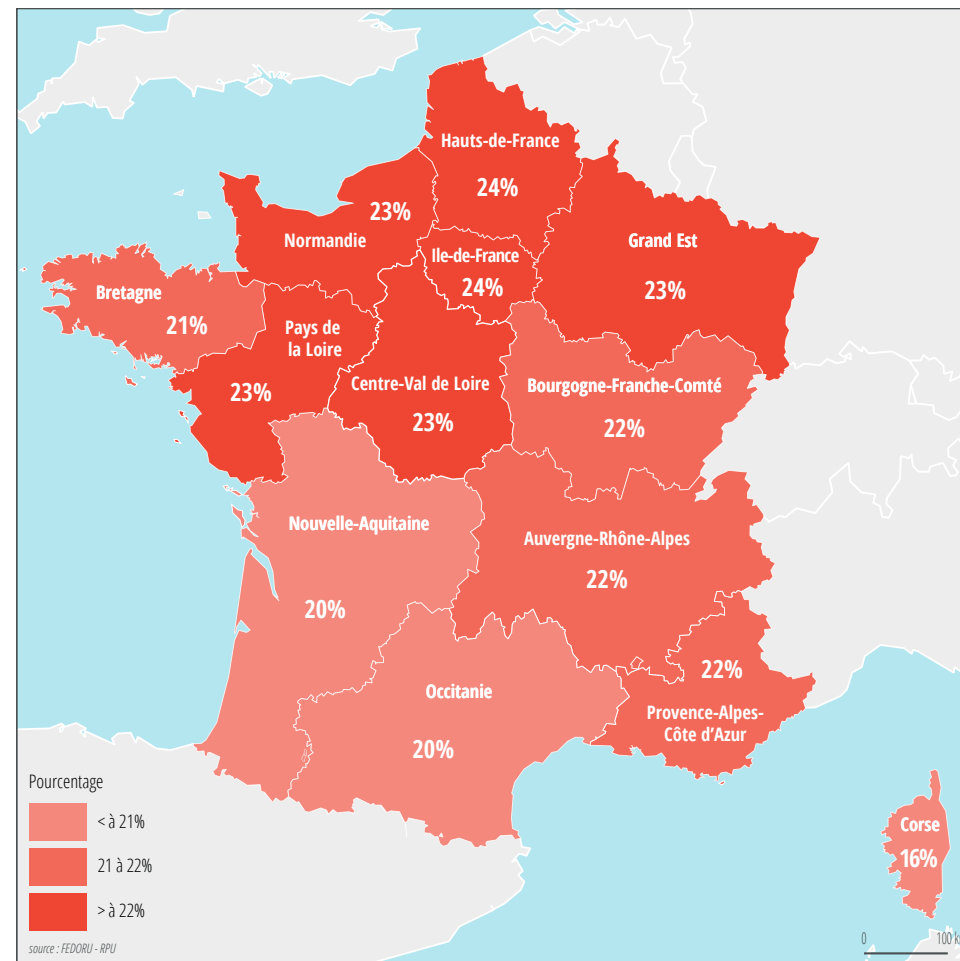 Hauts-de-France
24%
23%
Normandie
Ile-de-France
24%
Grand Est
23%
Bretagne
21%
Pays de
la Loire
23%
Centre-Val de Loire
23%
Bourgogne-Franche-Comté
22%
Nouvelle-Aquitaine
20%
Auvergne-Rhône-Alpes
22%
22%
Provence-Alpes-
Côte d'Azur
Occitanie
20%
Corse
16%
Pourcentage
< à 21%
21 à 22%
> à 22%
source : FEDORU - RPU
0 100 k